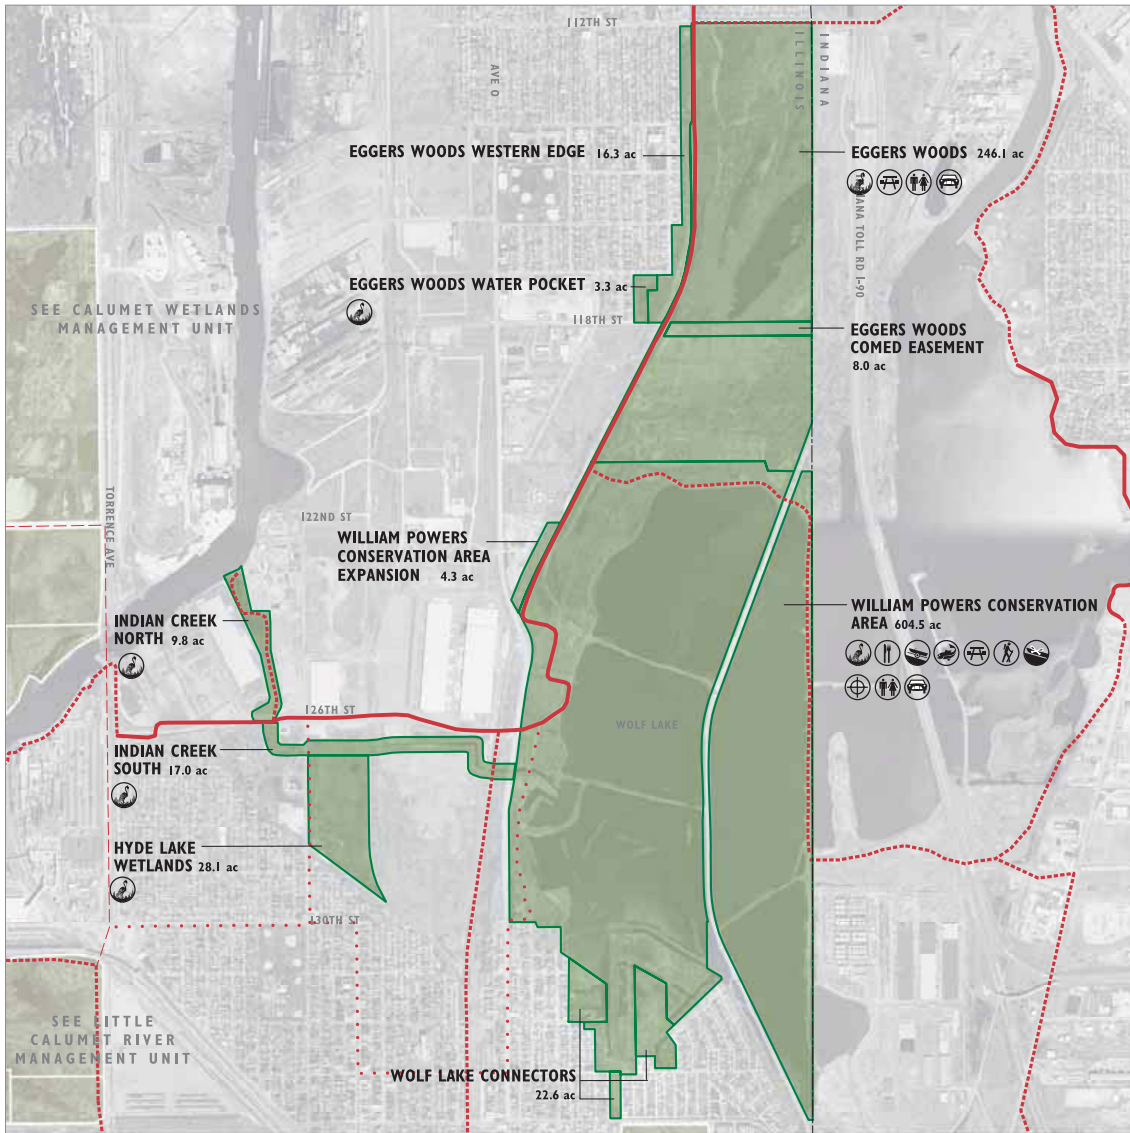 112TH ST
AVE O
ILLINOIS
INDIANA
EGGERS WOODS WESTERN EDGE 16.3 ac
EGGERS WOODS 246.1 ac
IANA TOLL RD I-90
EGGERS WOODS WATER POCKET 3.3 ac
SEE CALUMET WETLANDS
MANAGEMENT UNIT
118TH ST
EGGERS WOODS
COMED EASEMENT
8.0 ac
TORRENCE AVE
122ND ST
WILLIAM POWERS
CONSERVATION AREA
EXPANSION 4.3 ac
INDIAN CREEK
NORTH 9.8 ac
WILLIAM POWERS CONSERVATION
AREA 604.5 ac
126TH ST
WOLF LAKE
INDIAN CREEK
SOUTH 17.0 ac
HYDE LAKE
WETLANDS 28.1 ac
130TH ST
SEE LITTLE
CALUMET RIVER
MANAGEMENT UNIT
WOLF LAKE CONNECTORS
22.6 ac